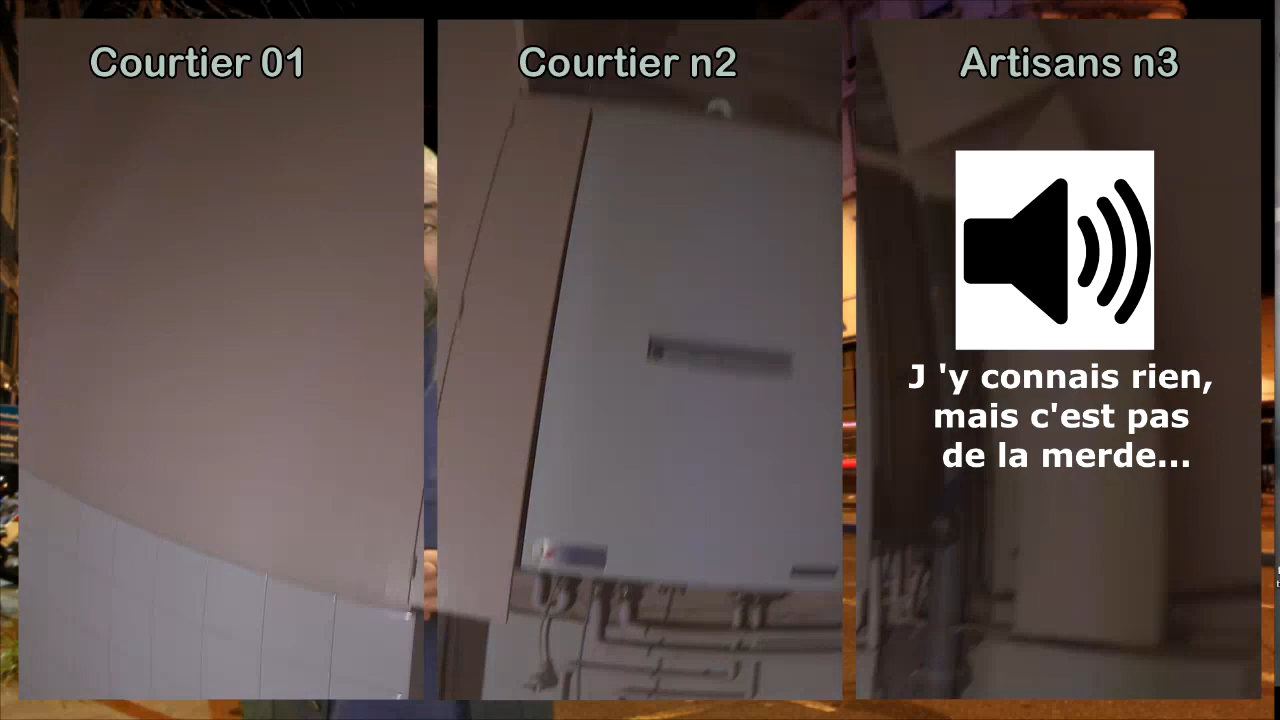 Courtier 01
Courtier n2
Artisans n3
J 'y connais rien,
mais c'est pas
de la merde...